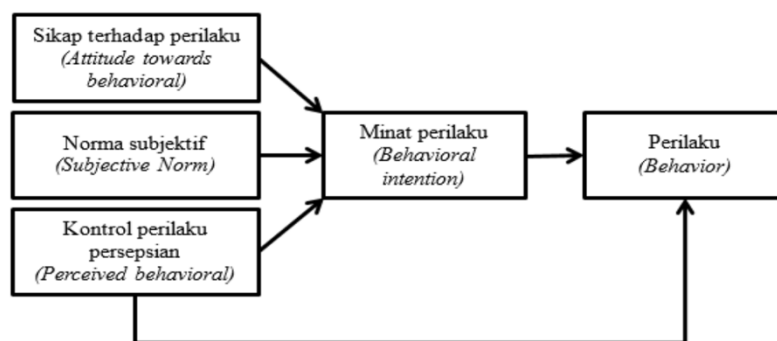 Sikap terhadap perilaku
(Attitude towards
behavioral)
Norma subjektif
(Subjective Norm)
Kontrol perilaku
persepsian
(Perceived behavioral)
Minat perilaku
(Behavioral
intention)
Perilaku
(Behavior)